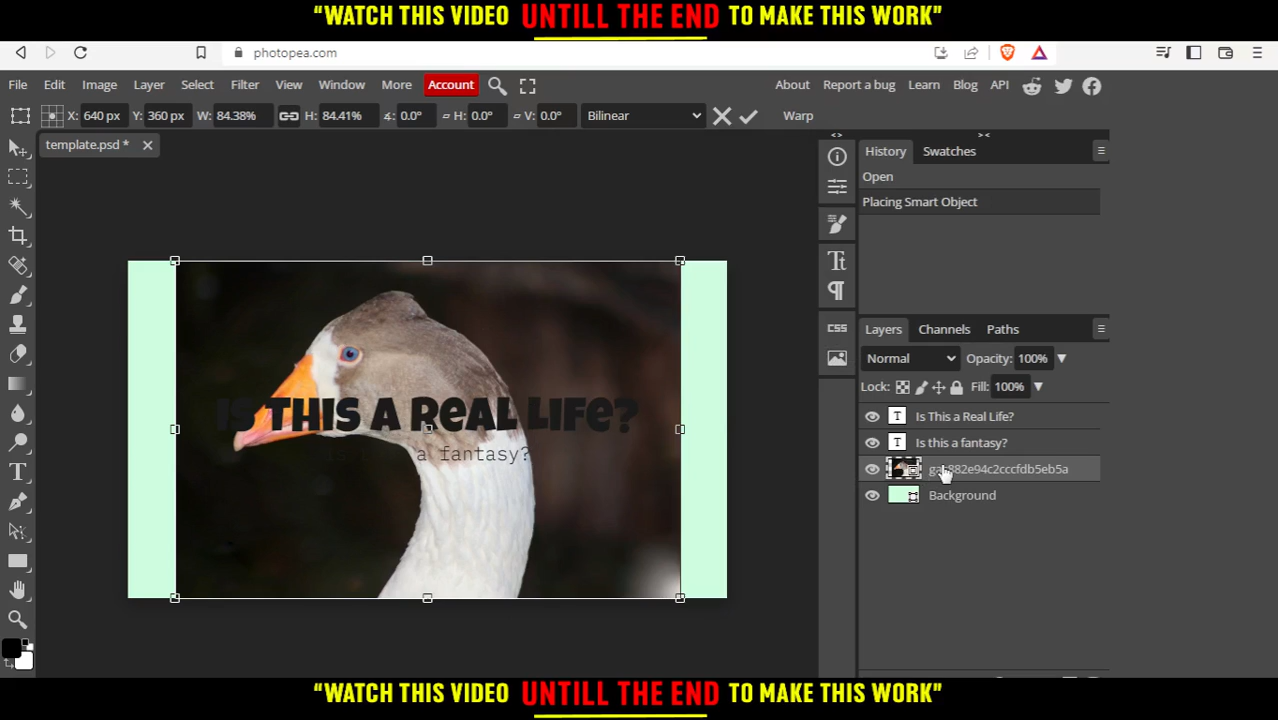 “WATCH THIS VIDEO UNTILL THE END TO MAKE THIS WORK”
photopea.com
File Edit Image Layer Select Filter View Window More Account About Report a bug Learn Blog API
X: 640 px Y: 360 px W: 84.38% H: 84.41% 0.0° H: 0.0° V: 0.0° Bilinear Warp
template.psd *
History Swatches
Open
Placing Smart Object
CSS
Layers Channels Paths
Normal Opacity: 100%
Lock: Fill: 100%
T Is This a Real Life?
T Is this a fantasy?
Background
IS THIS A REAL LIFE?
a fantasy?
“WATCH THIS VIDEO UNTILL THE END TO MAKE THIS WORK”